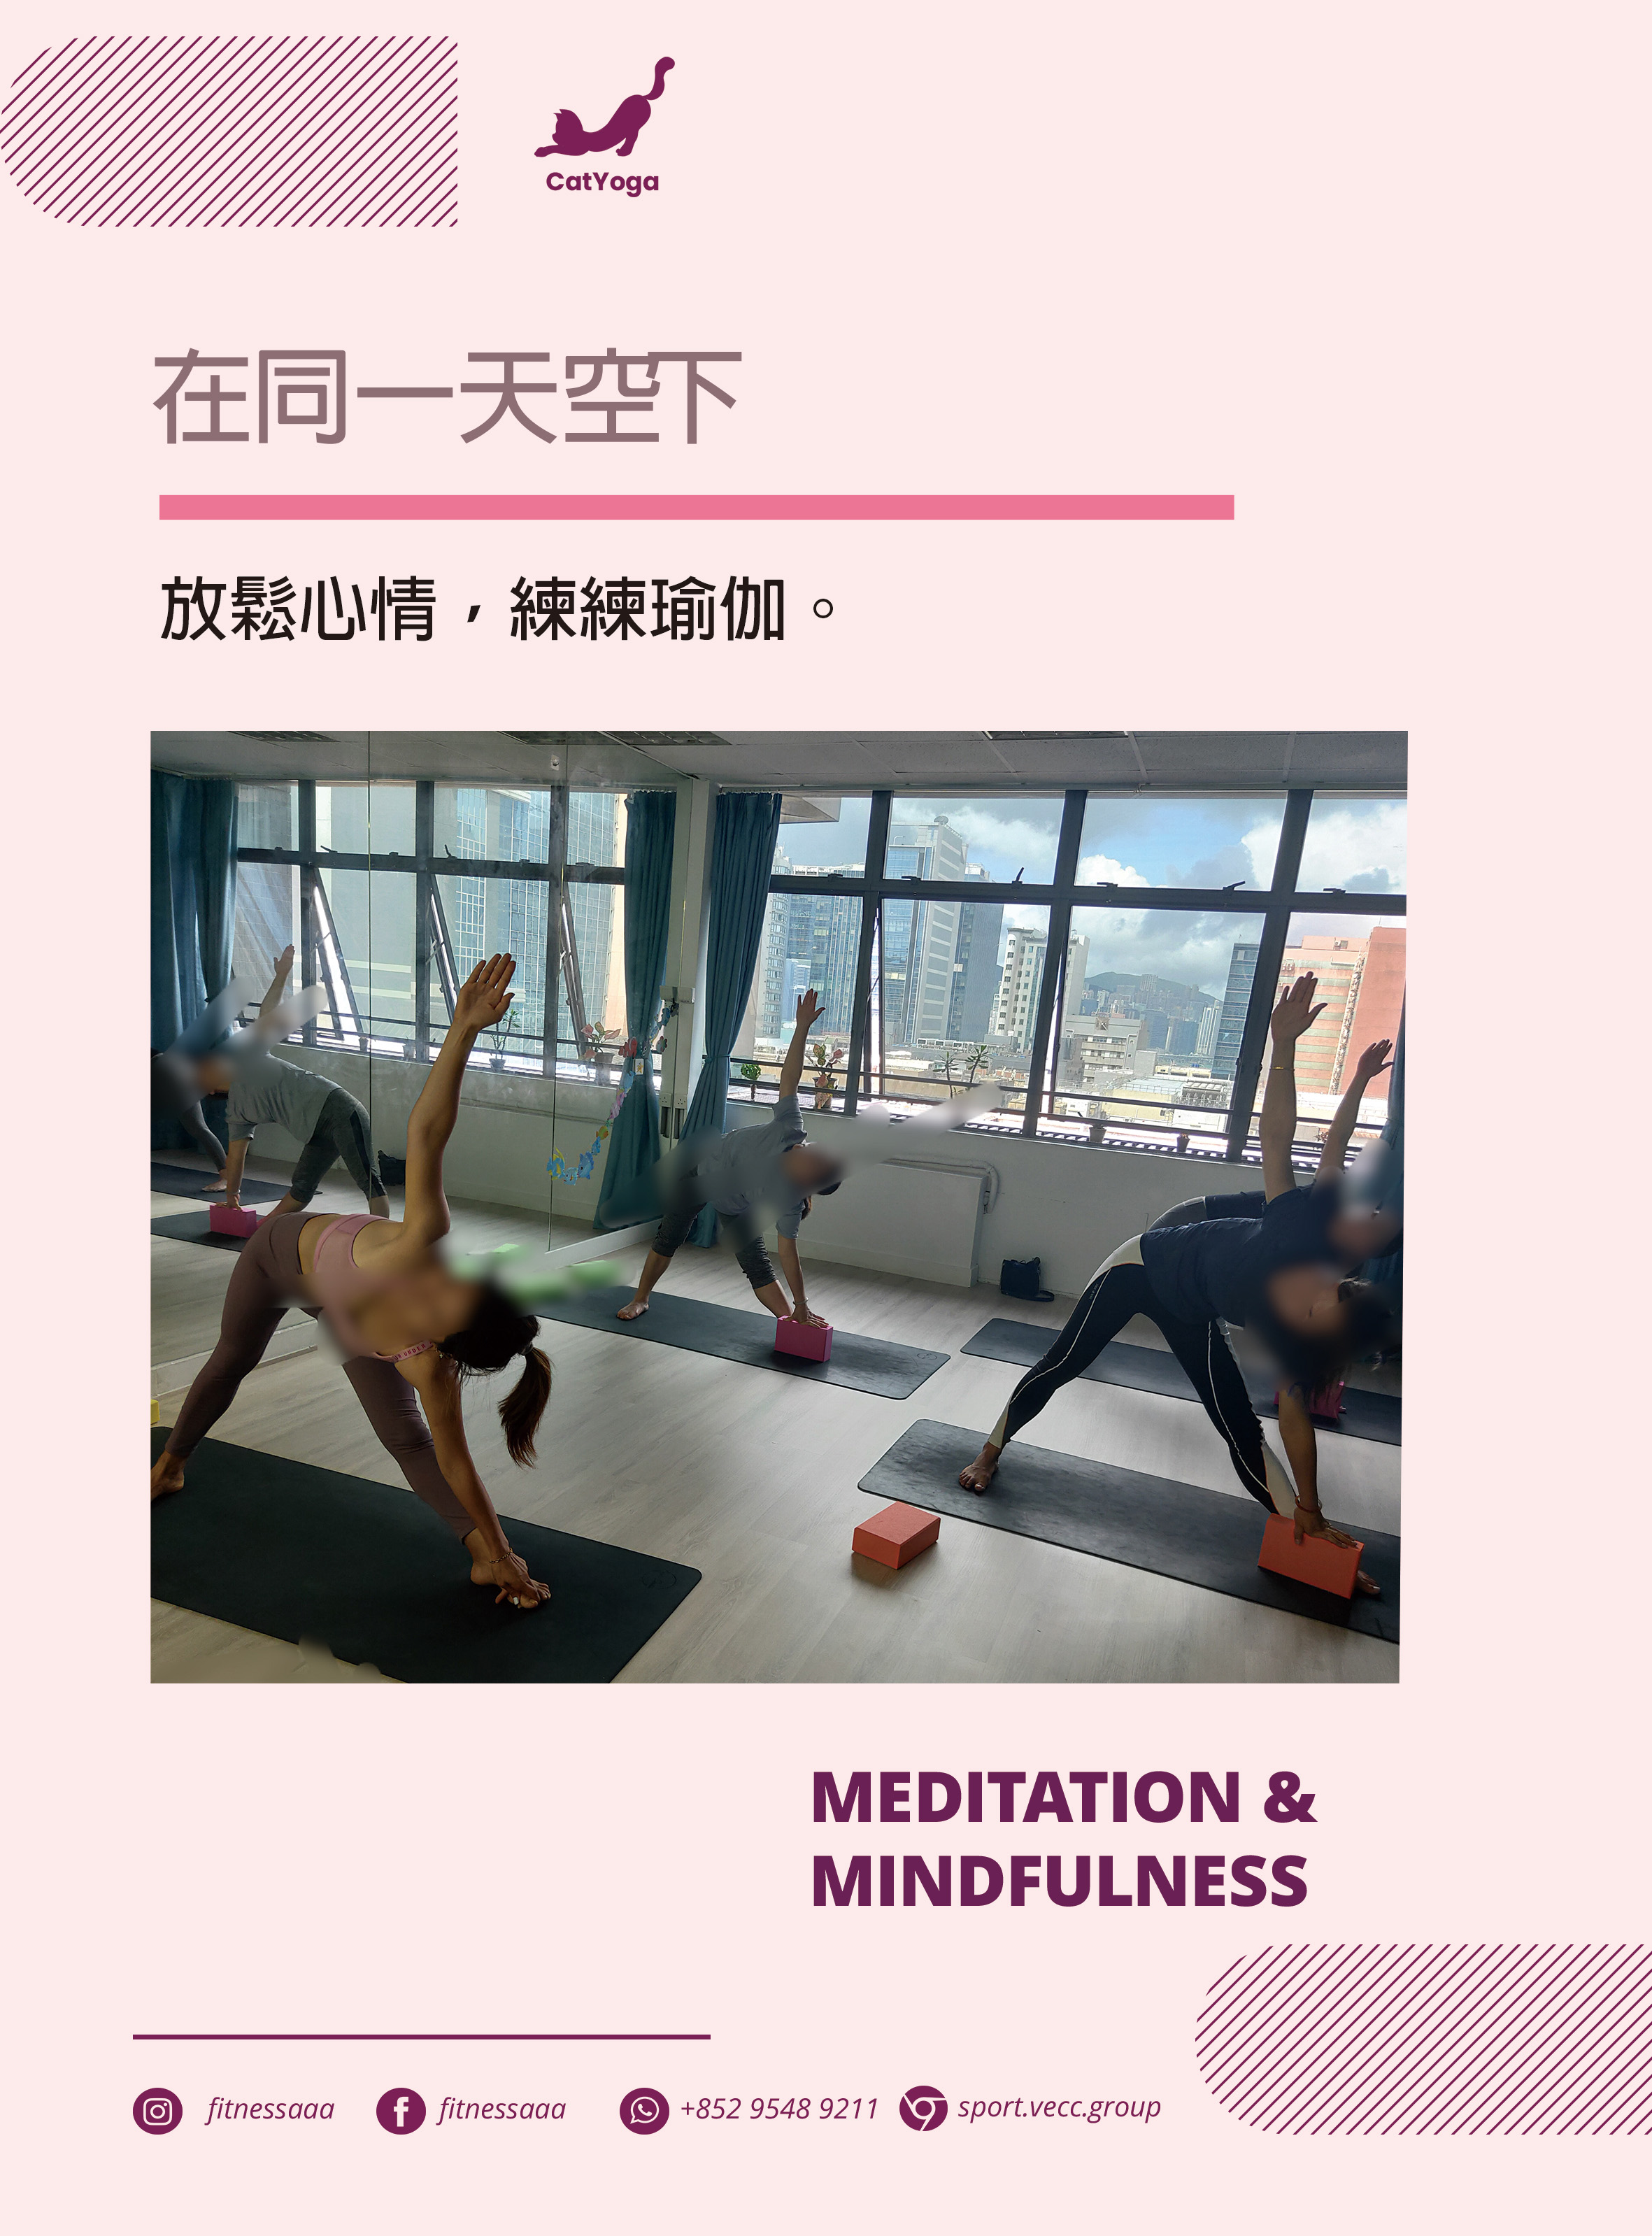 CatYoga
在同一天空下
放鬆心情，練練瑜伽。
MEDITATION &
MINDFULNESS
fitnessaaa fitnessaaa +852 9548 9211 sport.vecc.group